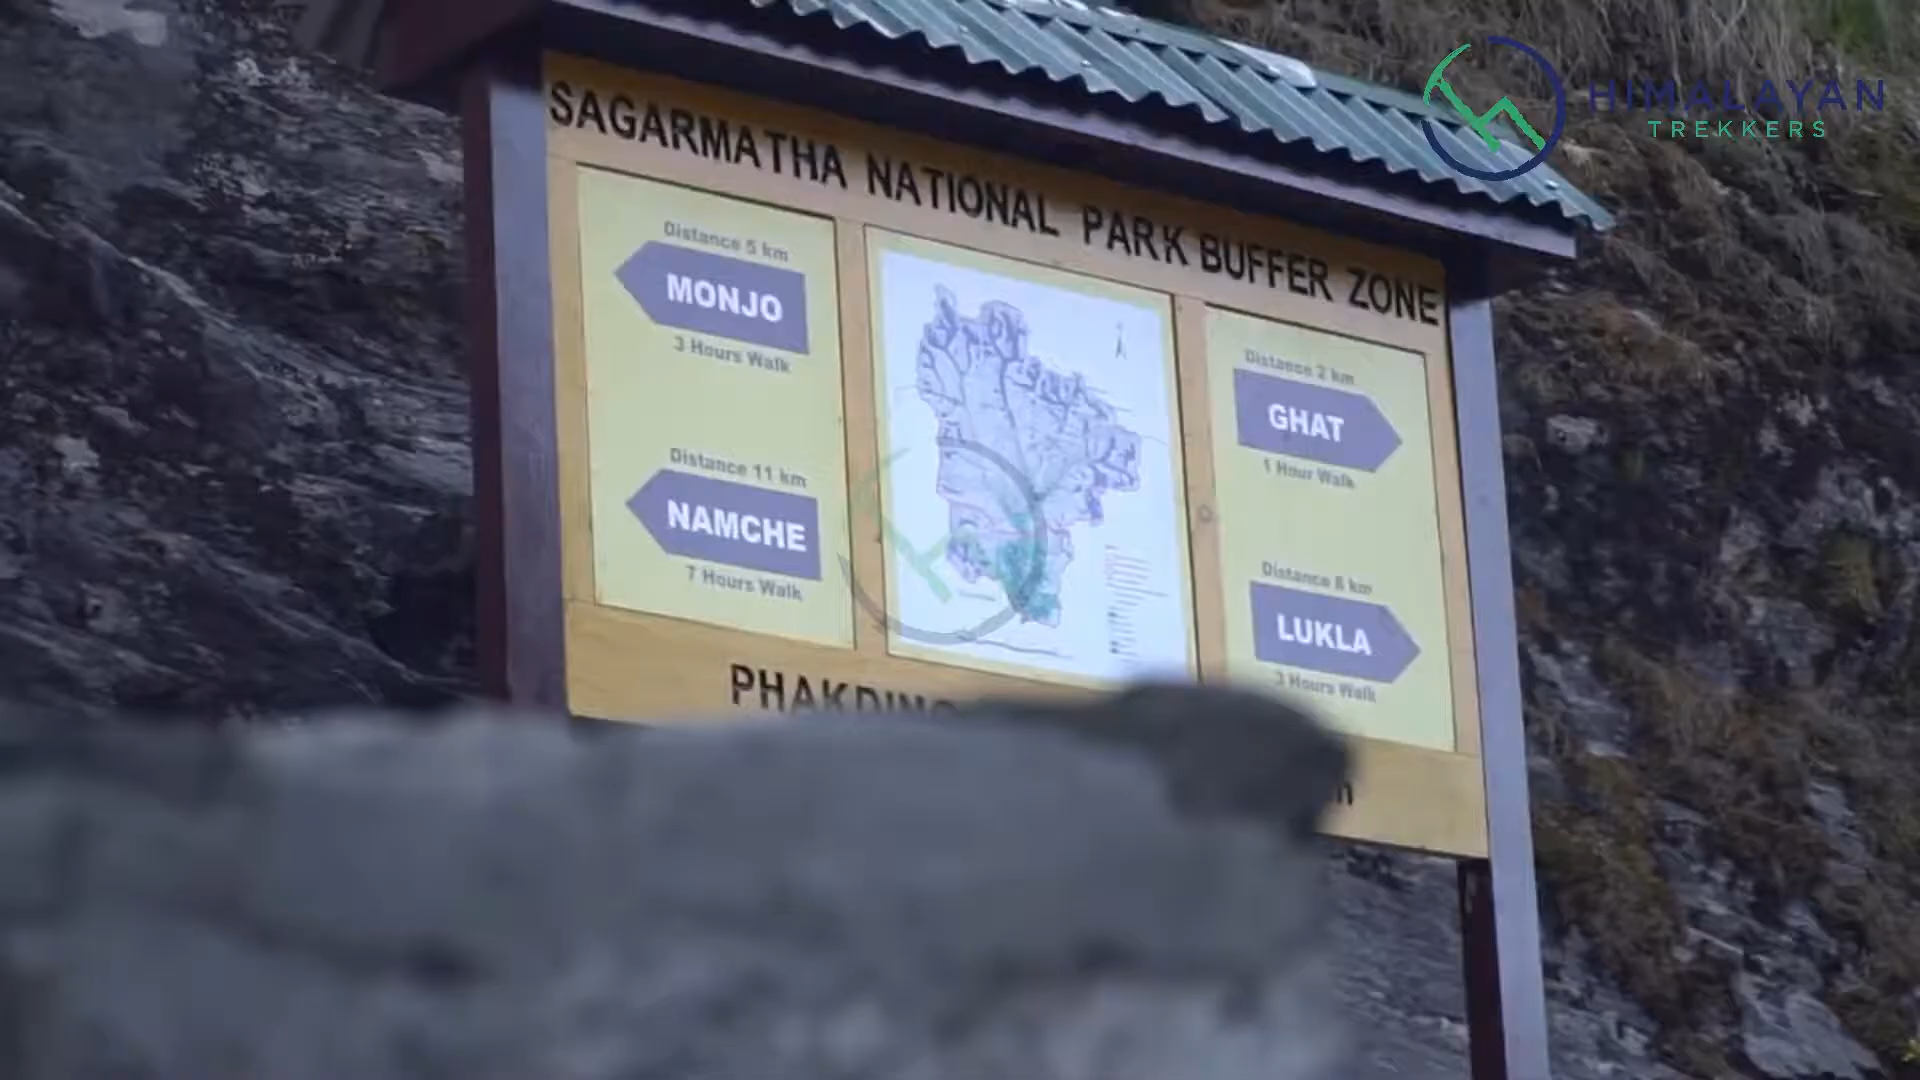 HIMALAYAN
TREKKERS
SAGARMATHA NATIONAL PARK BUFFER ZONE
Distance 5 km
MONJO
3 Hours Walk
Distance 11 km
NAMCHE
7 Hours Walk
Distance 2 km
GHAT
1 Hour Walk
Distance 8 km
LUKLA
3 Hours Walk
PHAKDING